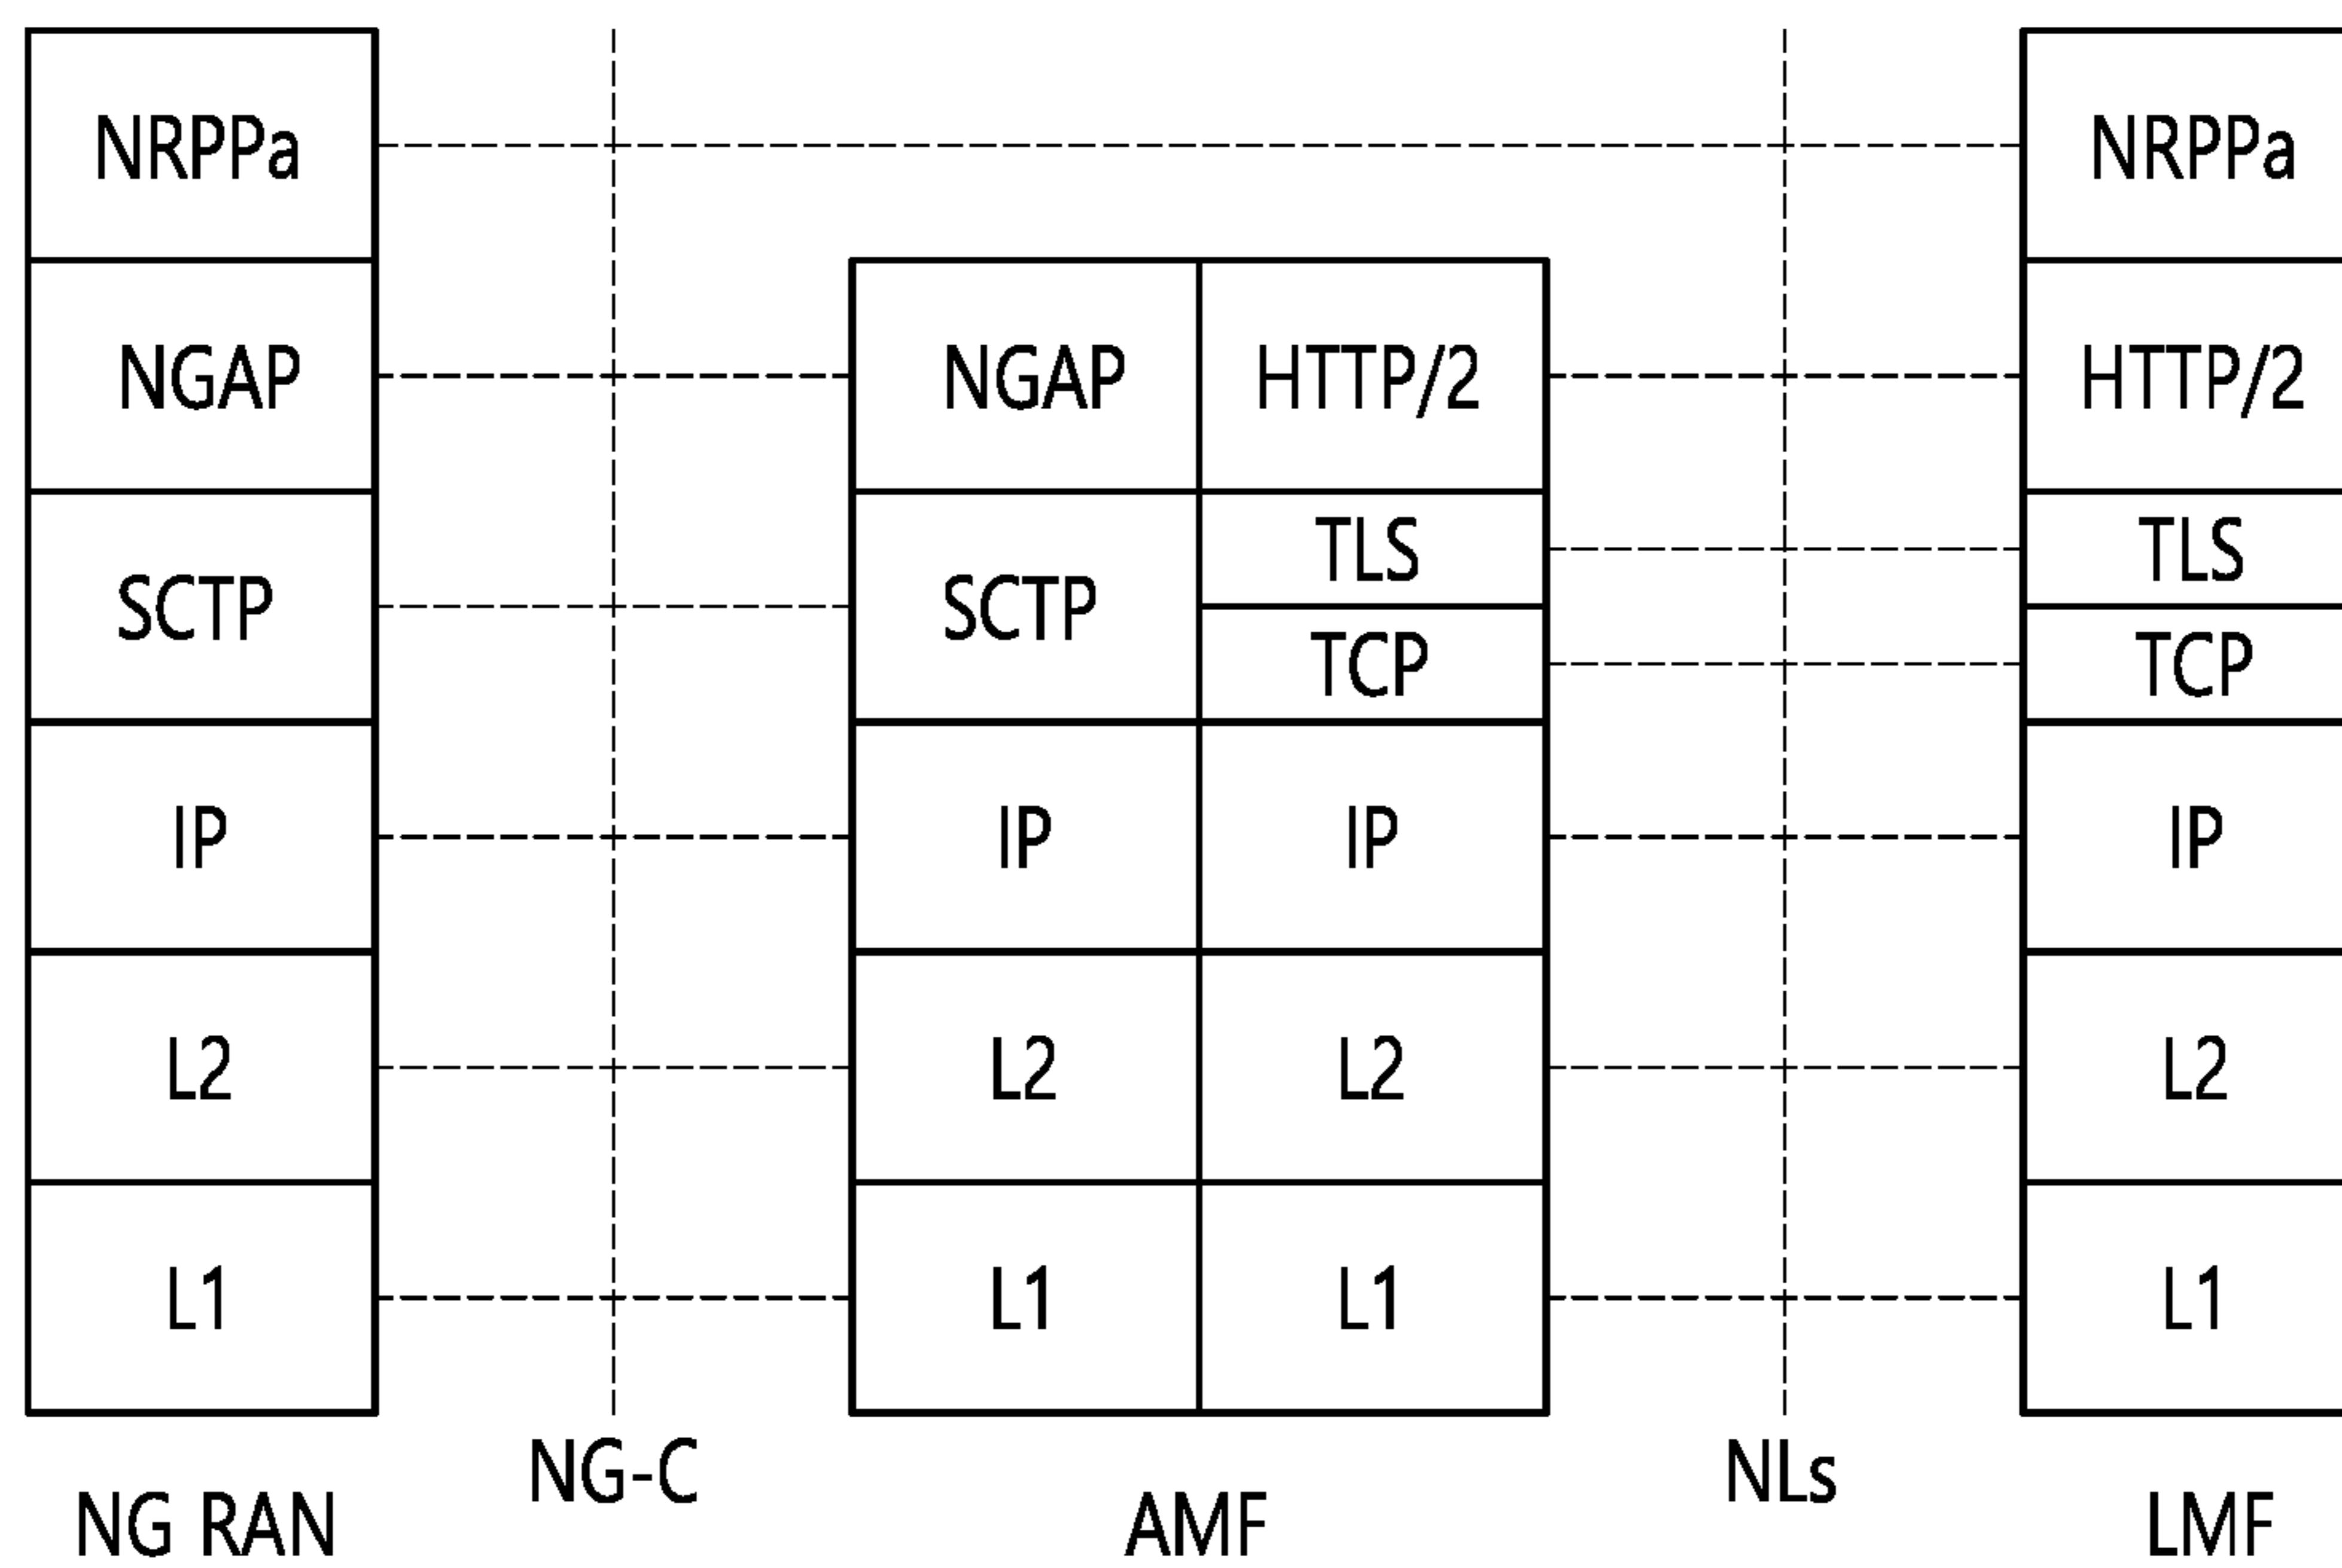 NRPPa
NRPPa
NGAP
NGAP
HTTP/2
HTTP/2
SCTP
SCTP
TLS
TLS
TCP
TCP
IP
IP
IP
IP
L2
L2
L2
L2
L1
L1
L1
L1
NG RAN
NG-C
AMF
NLs
LMF